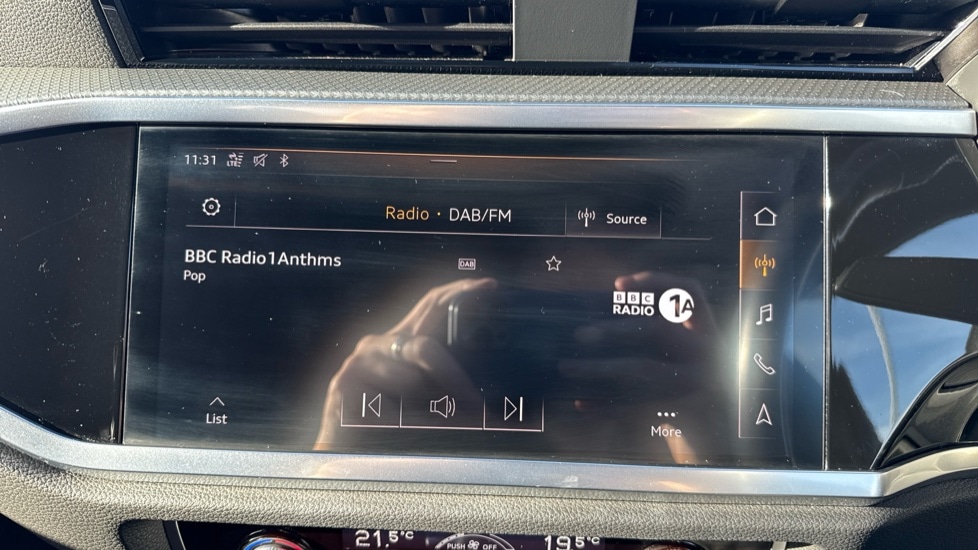 11:31 LTE
Radio · DAB/FM
Source
BBC Radio1Anthms
DAB
Pop
BBC
RADIO
1A
List
More
21.5°C
PUSH OFF
19.5°C